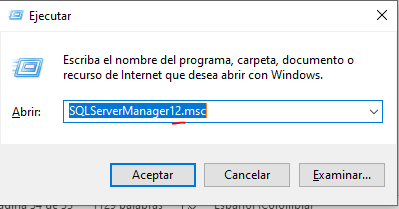 Ejecutar
Escriba el nombre del programa, carpeta, documento o
recurso de Internet que desea abrir con Windows.
Abrir:
SQLServerManager12.msc
Aceptar
Cancelar
Examinar...